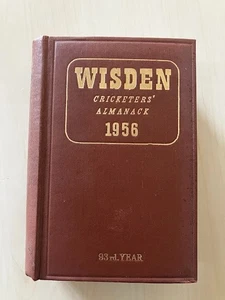 WISDEN
CRICKETERS'
ALMANACK
1956
93rd. YEAR